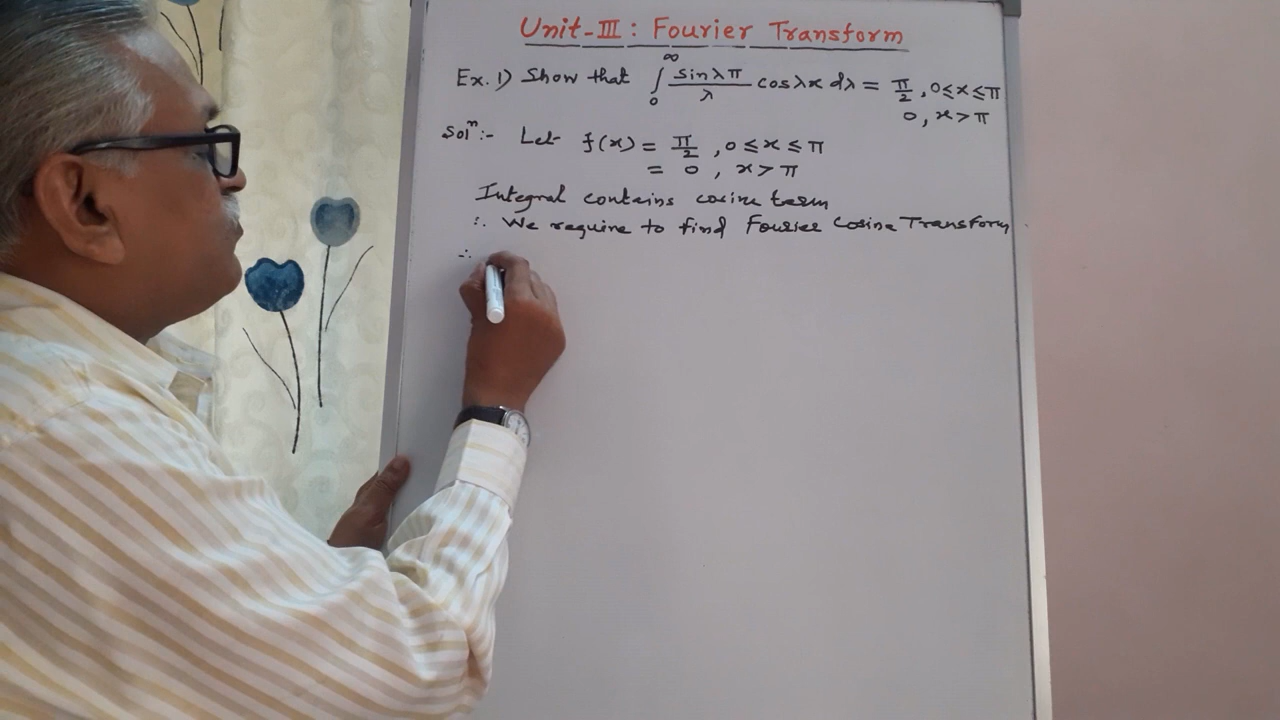 Unit-III : Fourier Transform
Ex. 1) Show that ∫₀^∞ sinλπ/λ cosλx dλ = π/2 , 0≤x≤π
0 , x>π
Solⁿ:- Let f(x) = π/2 , 0≤x≤π
= 0 , x>π
Integral contains cosine term
∴ We require to find Fourier Cosine Transform
∴